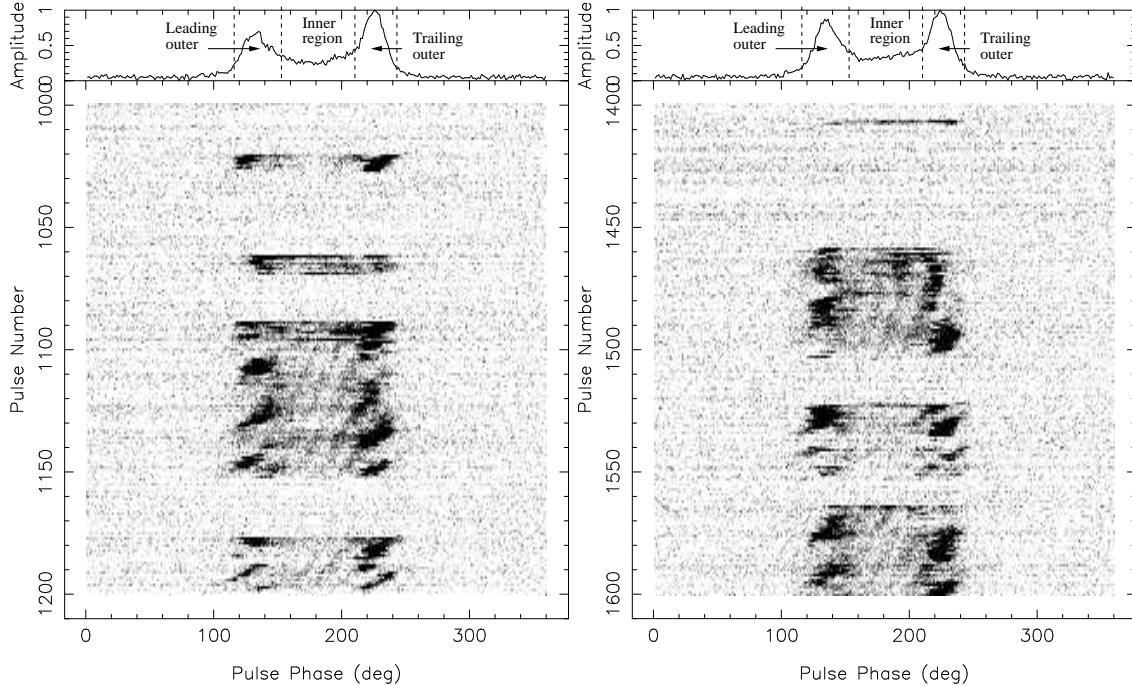 Amplitude
1
0.5
0
Leading outer
Inner region
Trailing outer
Pulse Number
1000
1050
1100
1150
1200
0 100 200 300
Pulse Phase (deg)
Amplitude
1
0.5
0
Leading outer
Inner region
Trailing outer
Pulse Number
1400
1450
1500
1550
1600
0 100 200 300
Pulse Phase (deg)